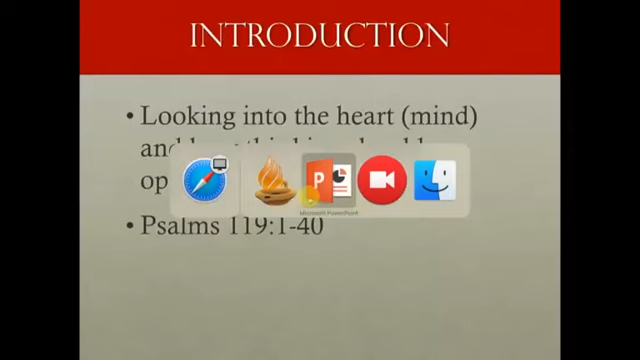 INTRODUCTION
• Looking into the heart (mind)
and
op
P
Microsoft PowerPoint
• Psalms 119:1-40